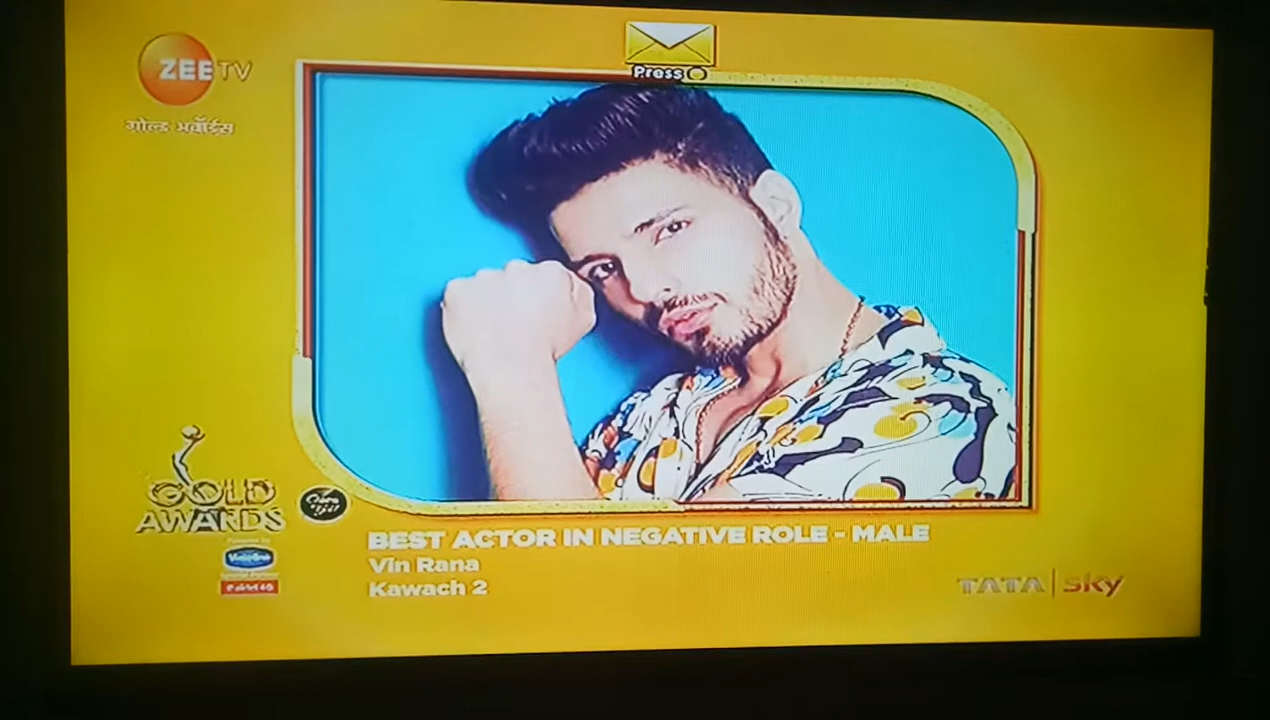 ZEE TV
गोल्ड अवॉर्ड्स
Press
GOLD
AWARDS
BEST ACTOR IN NEGATIVE ROLE - MALE
Vin Rana
Kawach 2
TATA Sky